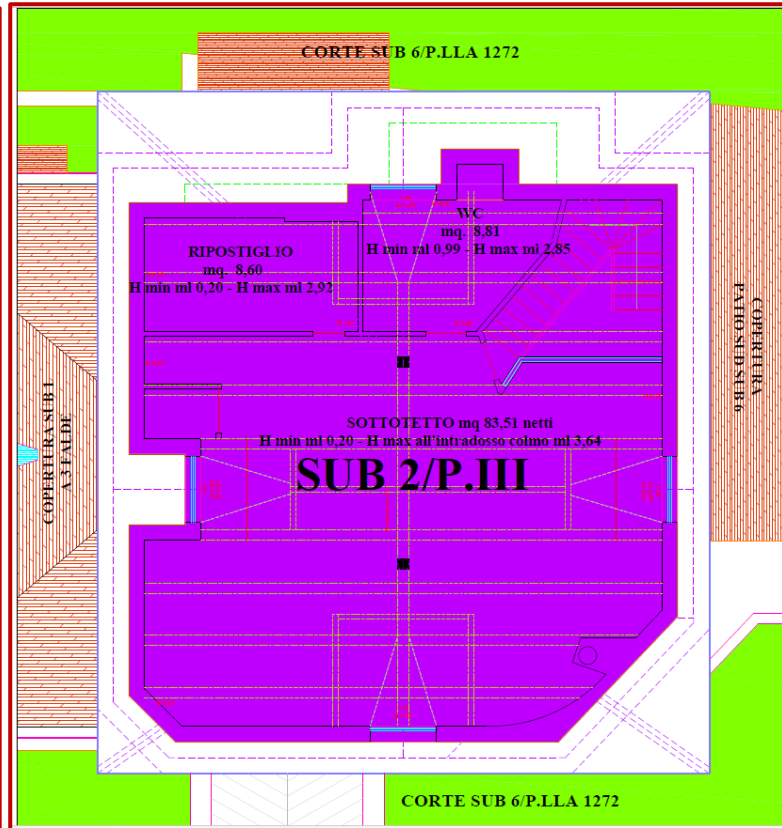 CORTE SUB 6/P.LLA 1272
WC
mq. 8,81
H min ml 0,99 - H max ml 2,85
RIPOSTIGLIO
mq. 8,60
H min ml 0,20 - H max ml 2,92
COPERTURA
PATIO SUD SUB 6
COPERTURA SUB 1
A 3 FALDE
SOTTOTETTO mq 83,51 netti
H min ml 0,20 - H max all'intradosso colmo ml 3,64
SUB 2/P.III
CORTE SUB 6/P.LLA 1272